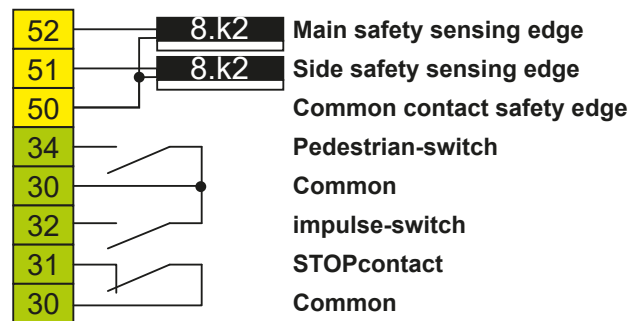 52 8.k2 Main safety sensing edge
51 8.k2 Side safety sensing edge
50 Common contact safety edge
34 Pedestrian-switch
30 Common
32 impulse-switch
31 STOPcontact
30 Common